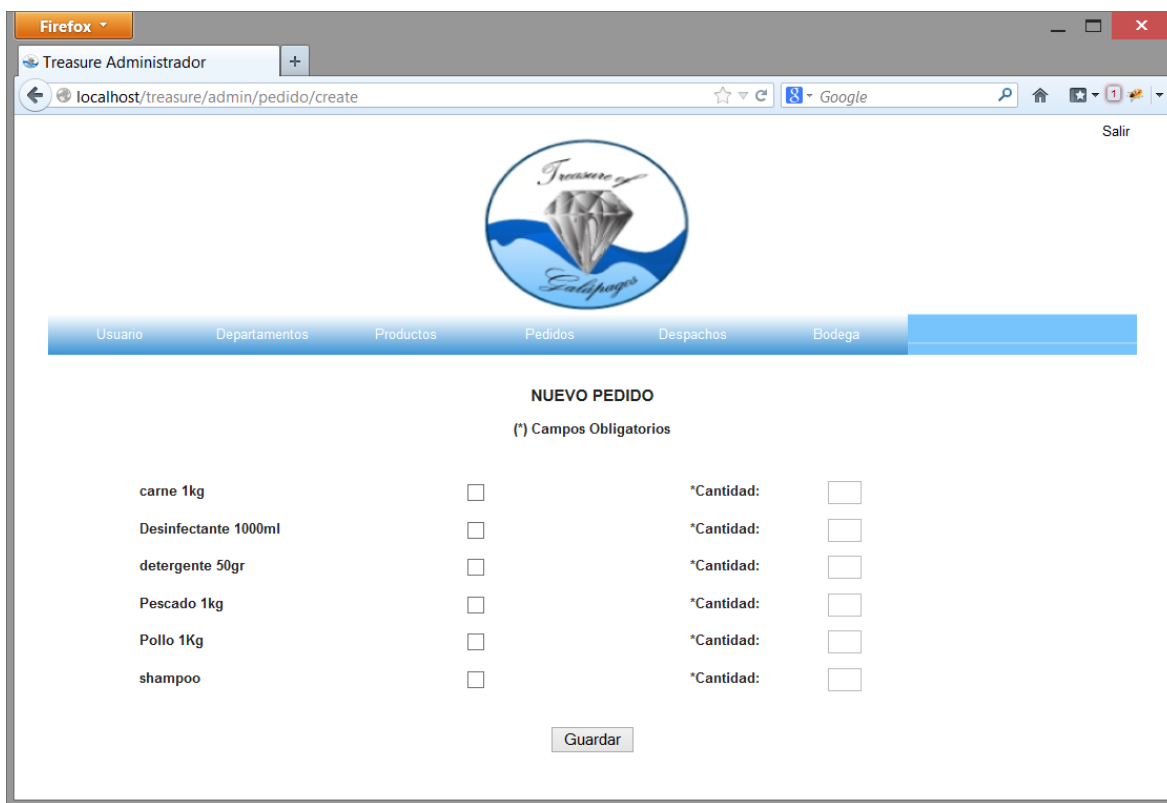 Firefox
Treasure Administrador
+
localhost/treasure/admin/pedido/create
8 Google
1
Salir
Treasure of
Galápagos
Usuario Departamentos Productos Pedidos Despachos Bodega
NUEVO PEDIDO
(*) Campos Obligatorios
carne 1kg *Cantidad:
Desinfectante 1000ml *Cantidad:
detergente 50gr *Cantidad:
Pescado 1kg *Cantidad:
Pollo 1Kg *Cantidad:
shampoo *Cantidad:
Guardar